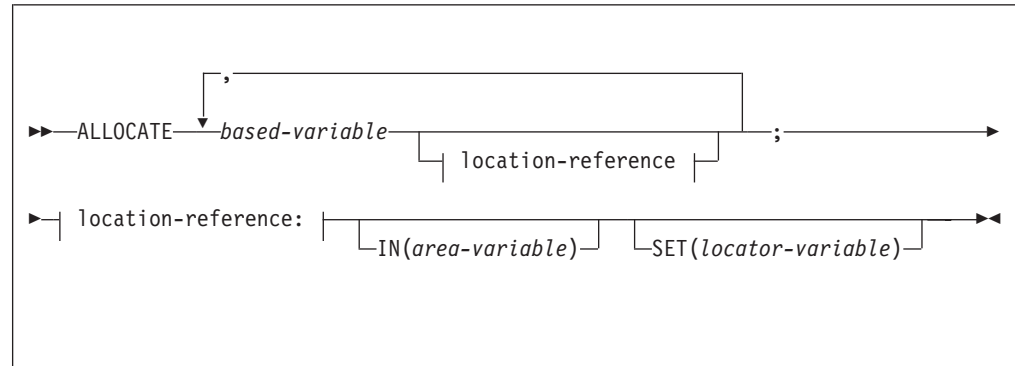 ,
ALLOCATE based-variable ;
location-reference
location-reference:
IN(area-variable) SET(locator-variable)